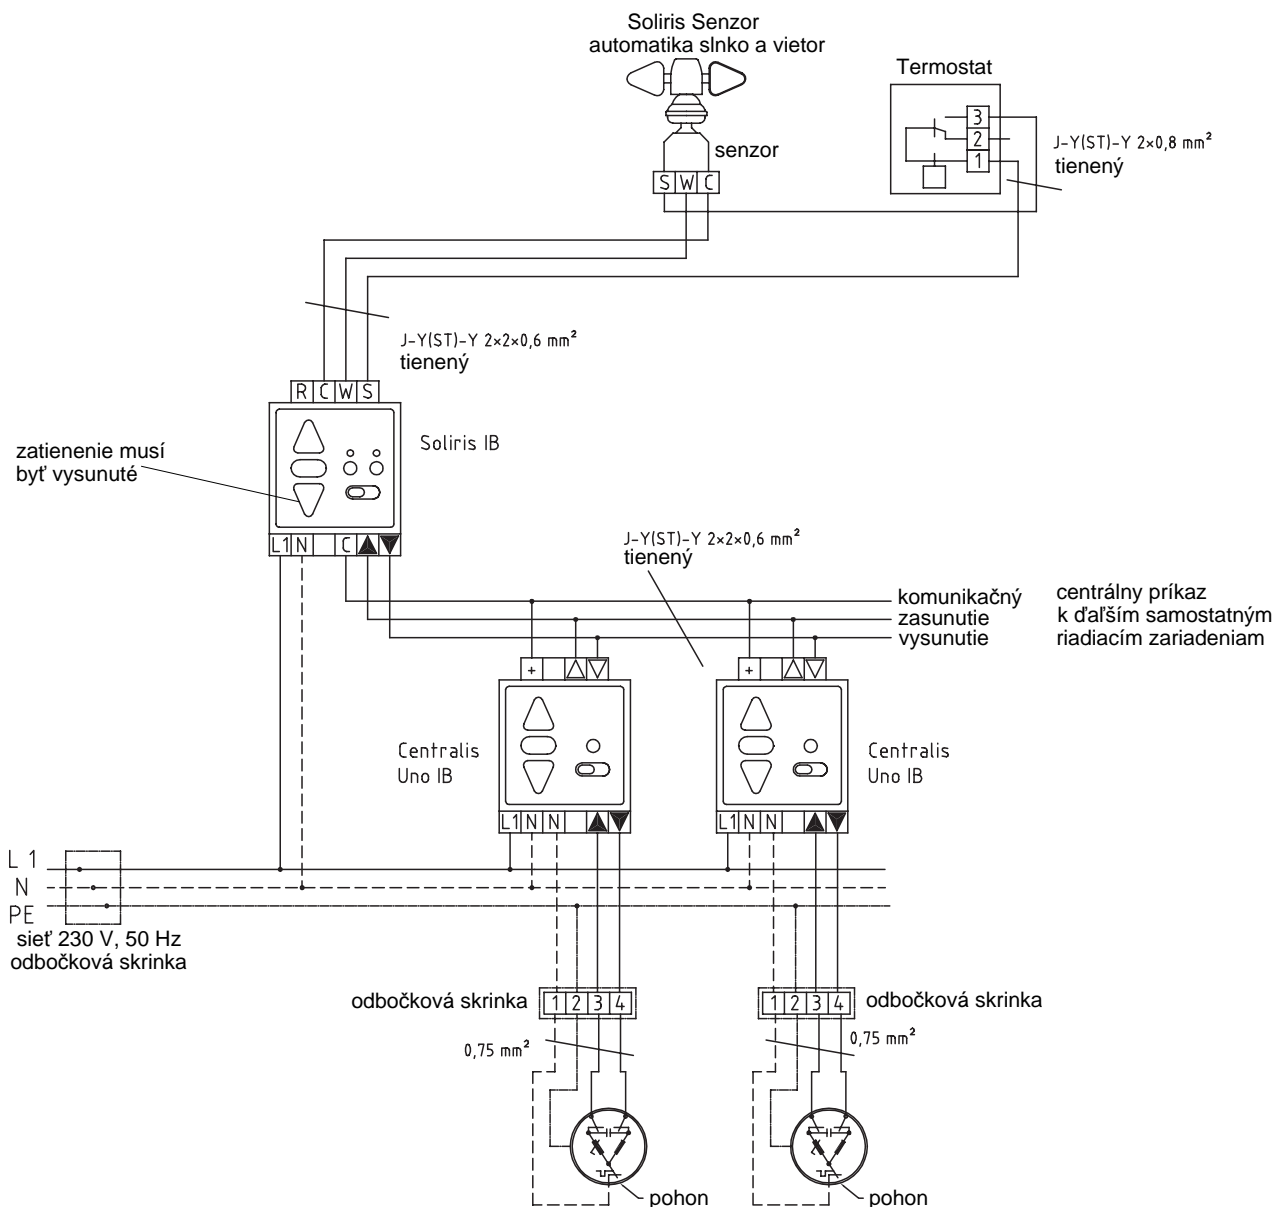 Soliris Senzor
automatika slnko a vietor
Termostat
3
2
1
J-Y(ST)-Y 2×0,8 mm²
tienený
senzor
S W C
J-Y(ST)-Y 2×2×0,6 mm²
tienený
R C W S
Soliris IB
zatienenie musí
byť vysunuté
L1 N C
J-Y(ST)-Y 2×2×0,6 mm²
tienený
komunikačný
zasunutie
vysunutie
centrálny príkaz
k ďaľším samostatným
riadiacím zariadeniam
+
+
Centralis
Uno IB
Centralis
Uno IB
L1 N N
L1 N N
L 1
N
PE
sieť 230 V, 50 Hz
odbočková skrinka
odbočková skrinka
1 2 3 4
1 2 3 4
odbočková skrinka
0,75 mm²
0,75 mm²
pohon
pohon